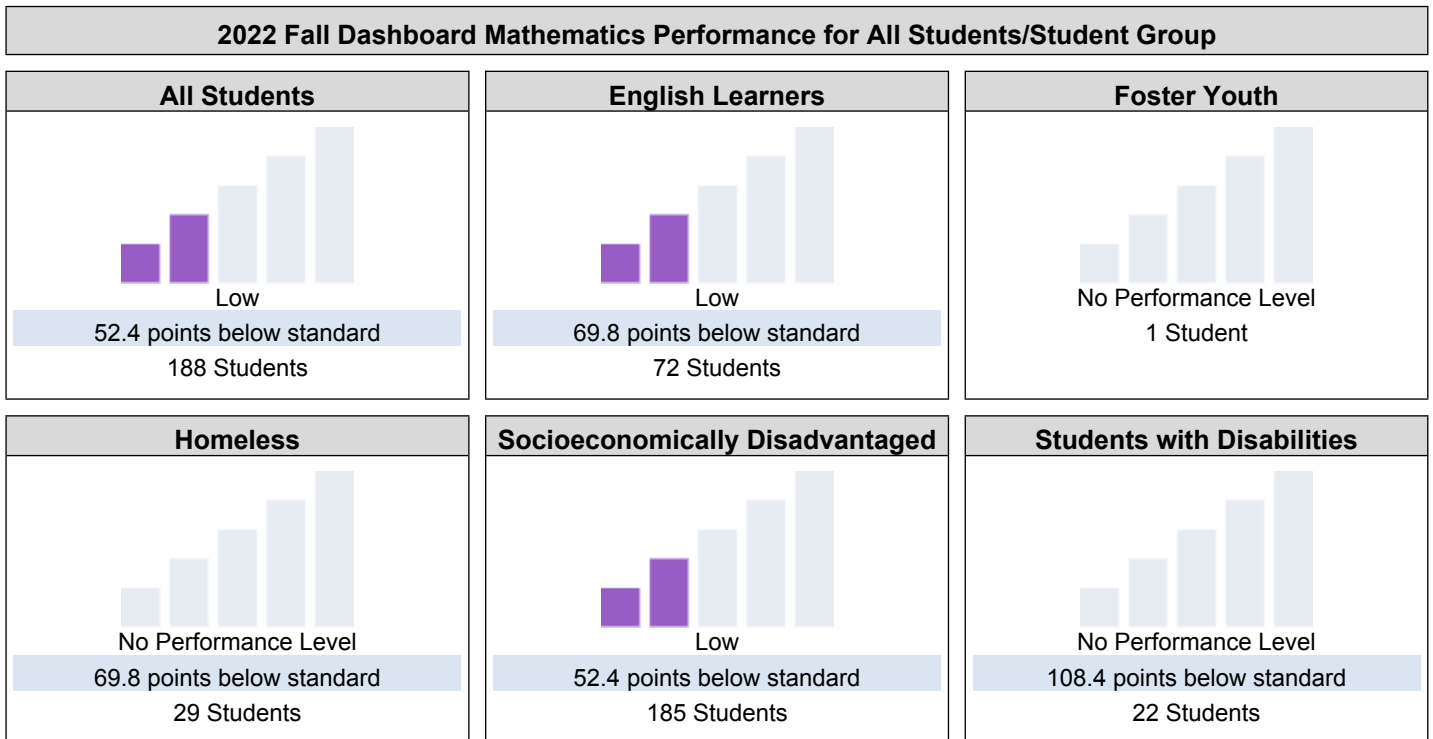 2022 Fall Dashboard Mathematics Performance for All Students/Student Group
All Students
Low
52.4 points below standard
188 Students
English Learners
Low
69.8 points below standard
72 Students
Foster Youth
No Performance Level
1 Student
Homeless
No Performance Level
69.8 points below standard
29 Students
Socioeconomically Disadvantaged
Low
52.4 points below standard
185 Students
Students with Disabilities
No Performance Level
108.4 points below standard
22 Students